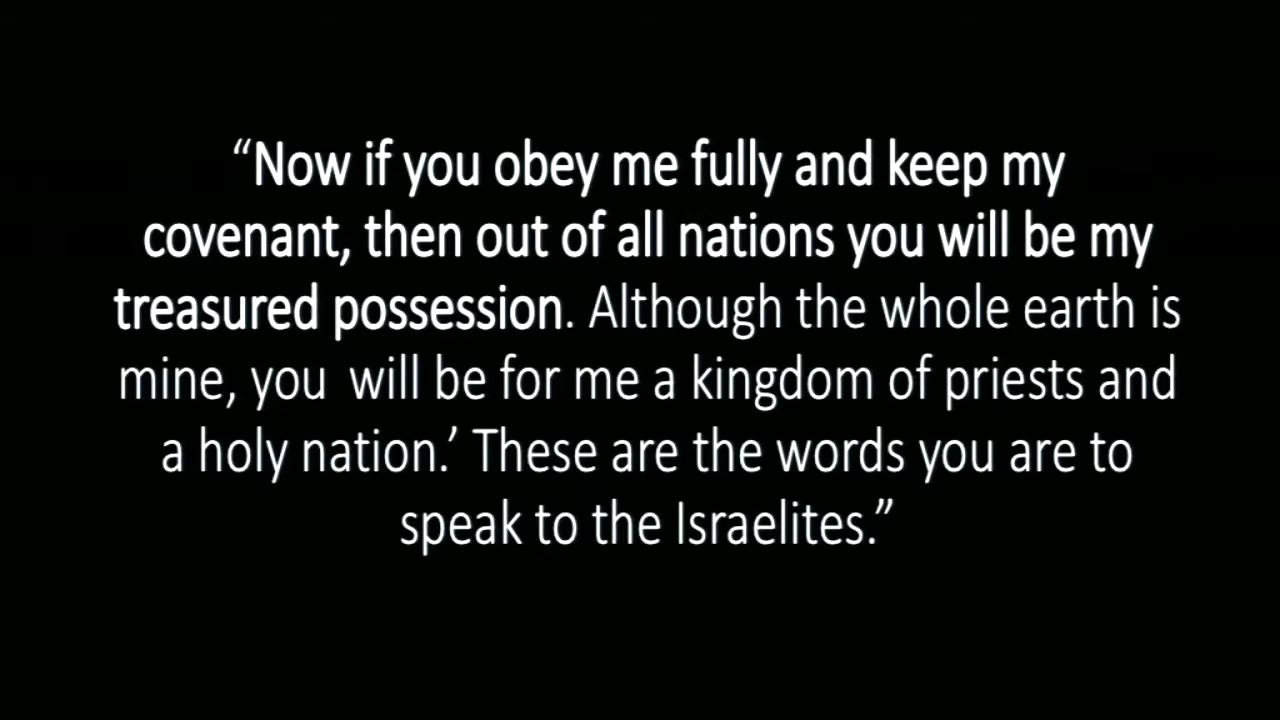 “Now if you obey me fully and keep my
covenant, then out of all nations you will be my
treasured possession. Although the whole earth is
mine, you will be for me a kingdom of priests and
a holy nation.’ These are the words you are to
speak to the Israelites.”